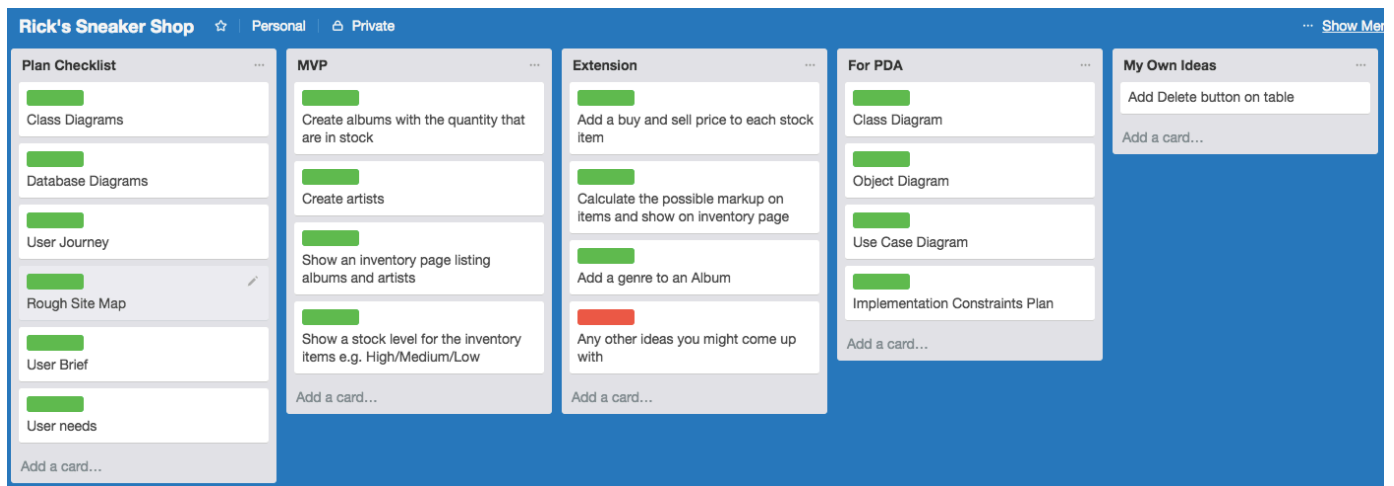 Rick's Sneaker Shop Personal Private ... Show Mer
Plan Checklist ...
Class Diagrams
Database Diagrams
User Journey
Rough Site Map
User Brief
User needs
Add a card...
MVP ...
Create albums with the quantity that
are in stock
Create artists
Show an inventory page listing
albums and artists
Show a stock level for the inventory
items e.g. High/Medium/Low
Add a card...
Extension ...
Add a buy and sell price to each stock
item
Calculate the possible markup on
items and show on inventory page
Add a genre to an Album
Any other ideas you might come up
with
Add a card...
For PDA ...
Class Diagram
Object Diagram
Use Case Diagram
Implementation Constraints Plan
Add a card...
My Own Ideas ...
Add Delete button on table
Add a card...